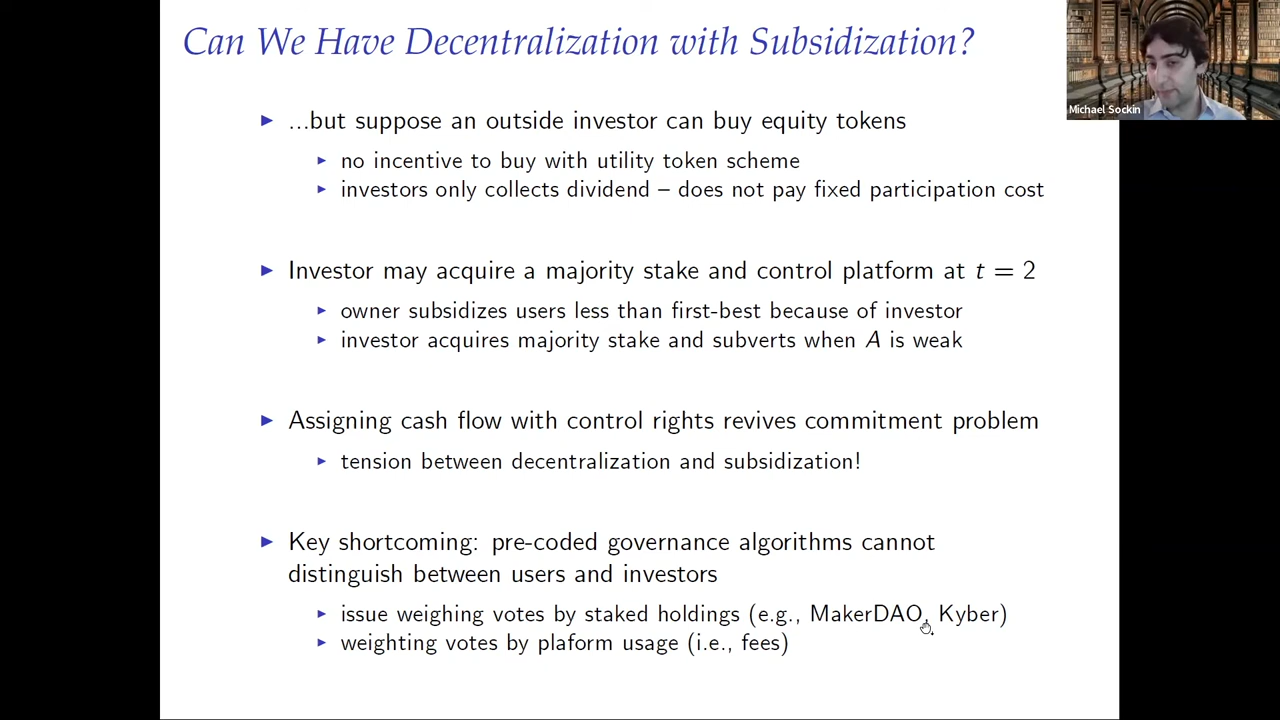 Can We Have Decentralization with Subsidization?
...but suppose an outside investor can buy equity tokens
no incentive to buy with utility token scheme
investors only collects dividend – does not pay fixed participation cost
Investor may acquire a majority stake and control platform at t = 2
owner subsidizes users less than first-best because of investor
investor acquires majority stake and subverts when A is weak
Assigning cash flow with control rights revives commitment problem
tension between decentralization and subsidization!
Key shortcoming: pre-coded governance algorithms cannot
distinguish between users and investors
issue weighing votes by staked holdings (e.g., MakerDAO, Kyber)
weighting votes by plaform usage (i.e., fees)
Michael Sockin